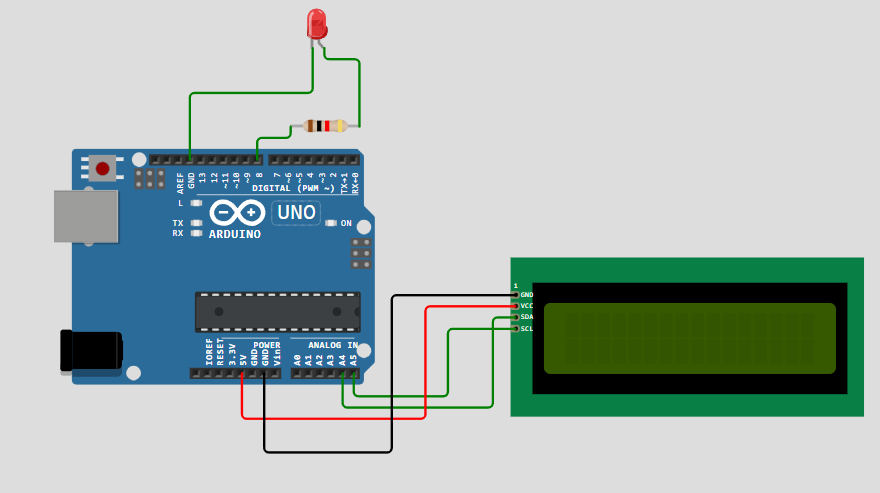 AREF
GND
13
12
~11
~10
~9
8
7
~6
~5
4
~3
2
TX→1
RX←0
DIGITAL (PWM ~)
L
TX
RX
UNO
ON
ARDUINO
1
GND
VCC
SDA
SCL
POWER
ANALOG IN
IOREF
RESET
3.3V
5V
GND
GND
Vin
A0
A1
A2
A3
A4
A5